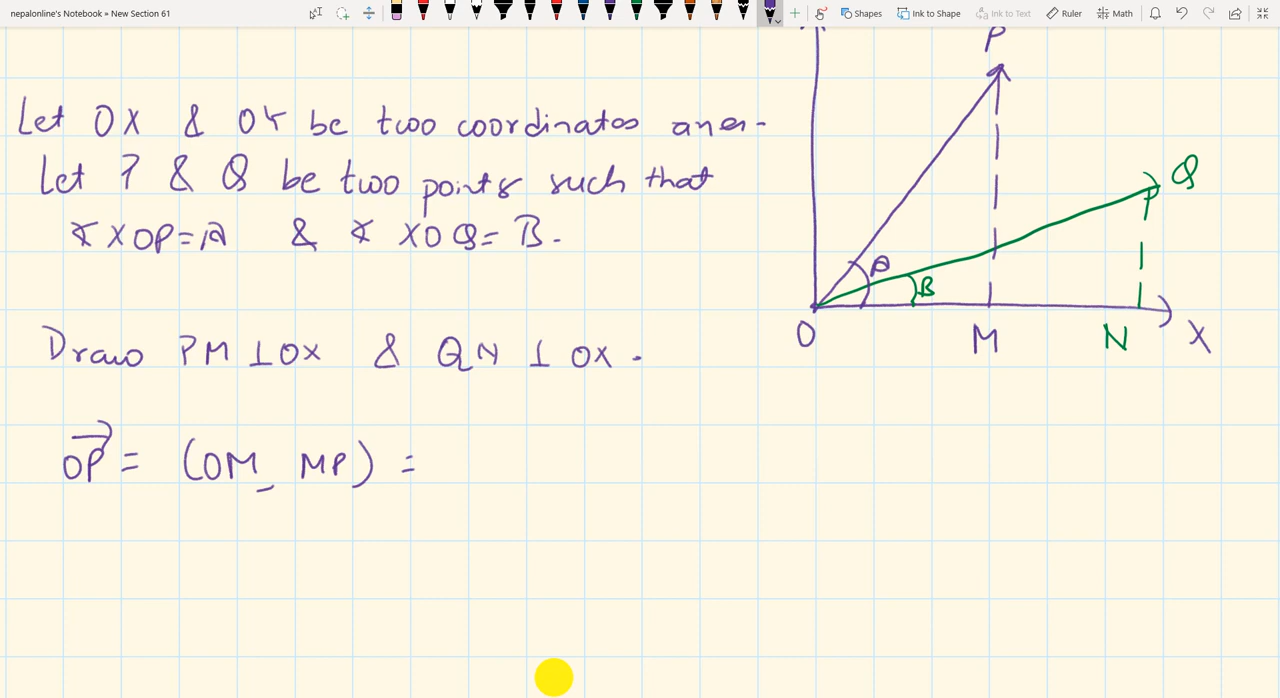 nepalonline's Notebook » New Section 61
Shapes Ink to Shape Ink to Text Ruler Math
P
Let OX & OY be two coordinates axes.
Let P & Q be two points such that
∡ XOP = A & ∡ XOQ = B.
Q
A
B
O M N X
Draw PM ⊥ OX & QN ⊥ OX.
$\overrightarrow{OP}$ = (OM, MP) =